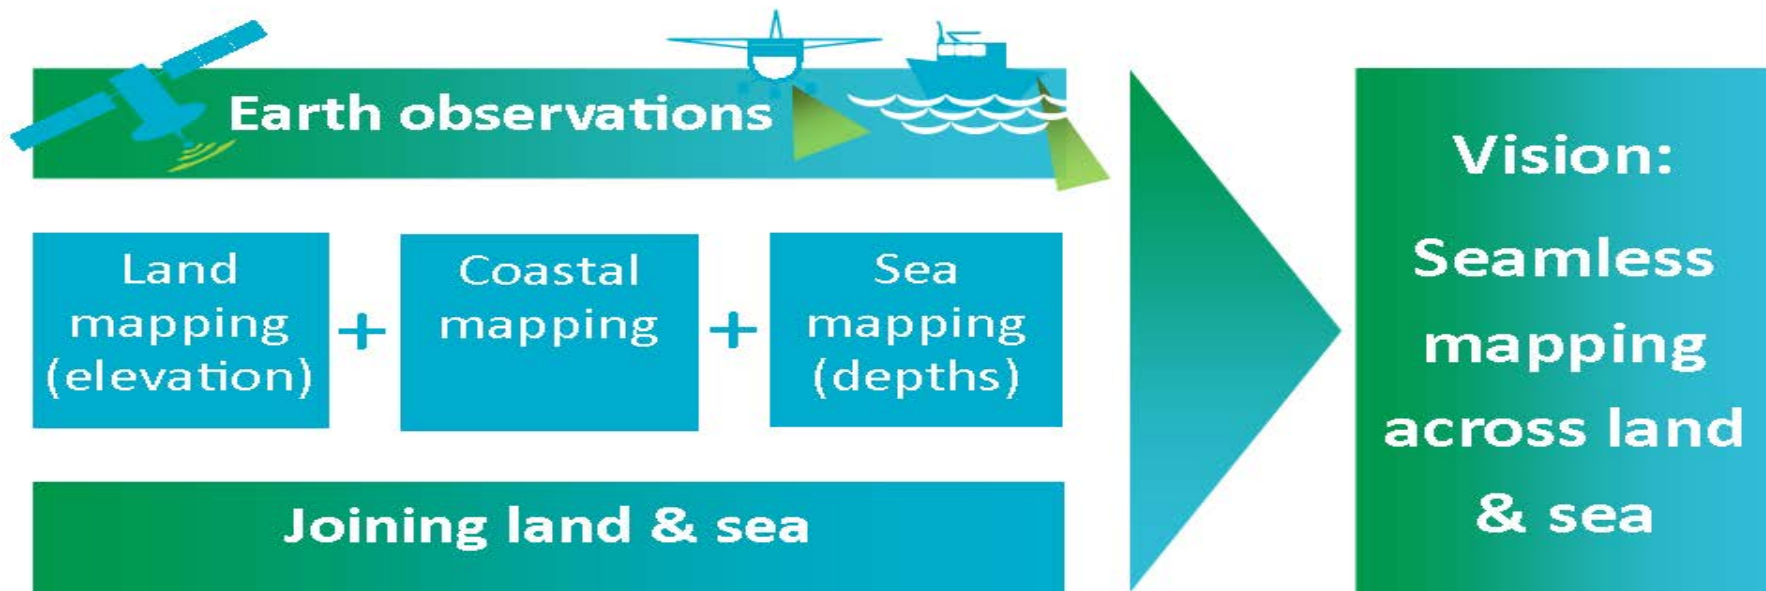 Earth observations
Land
mapping
(elevation)
+
Coastal
mapping
+
Sea
mapping
(depths)
Joining land & sea
Vision:
Seamless
mapping
across land
& sea